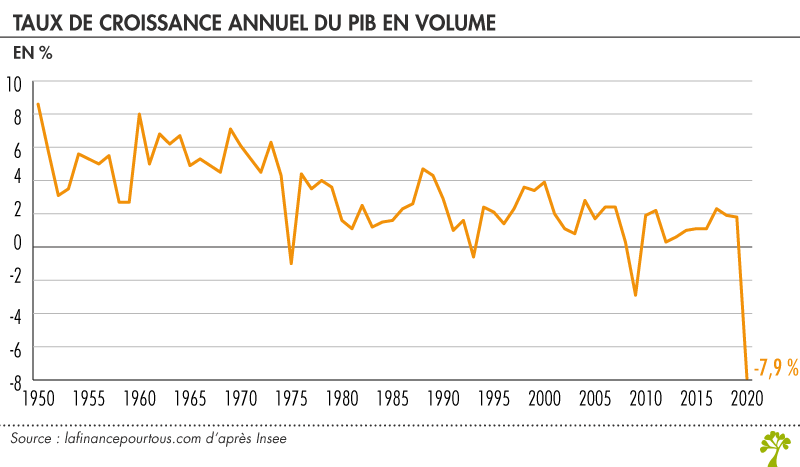 TAUX DE CROISSANCE ANNUEL DU PIB EN VOLUME
EN %
10
8
6
4
2
0
-2
-4
-6
-8
-7,9 %
1950 1955 1960 1965 1970 1975 1980 1985 1990 1995 2000 2005 2010 2015 2020
Source : lafinancepourtous.com d'après Insee